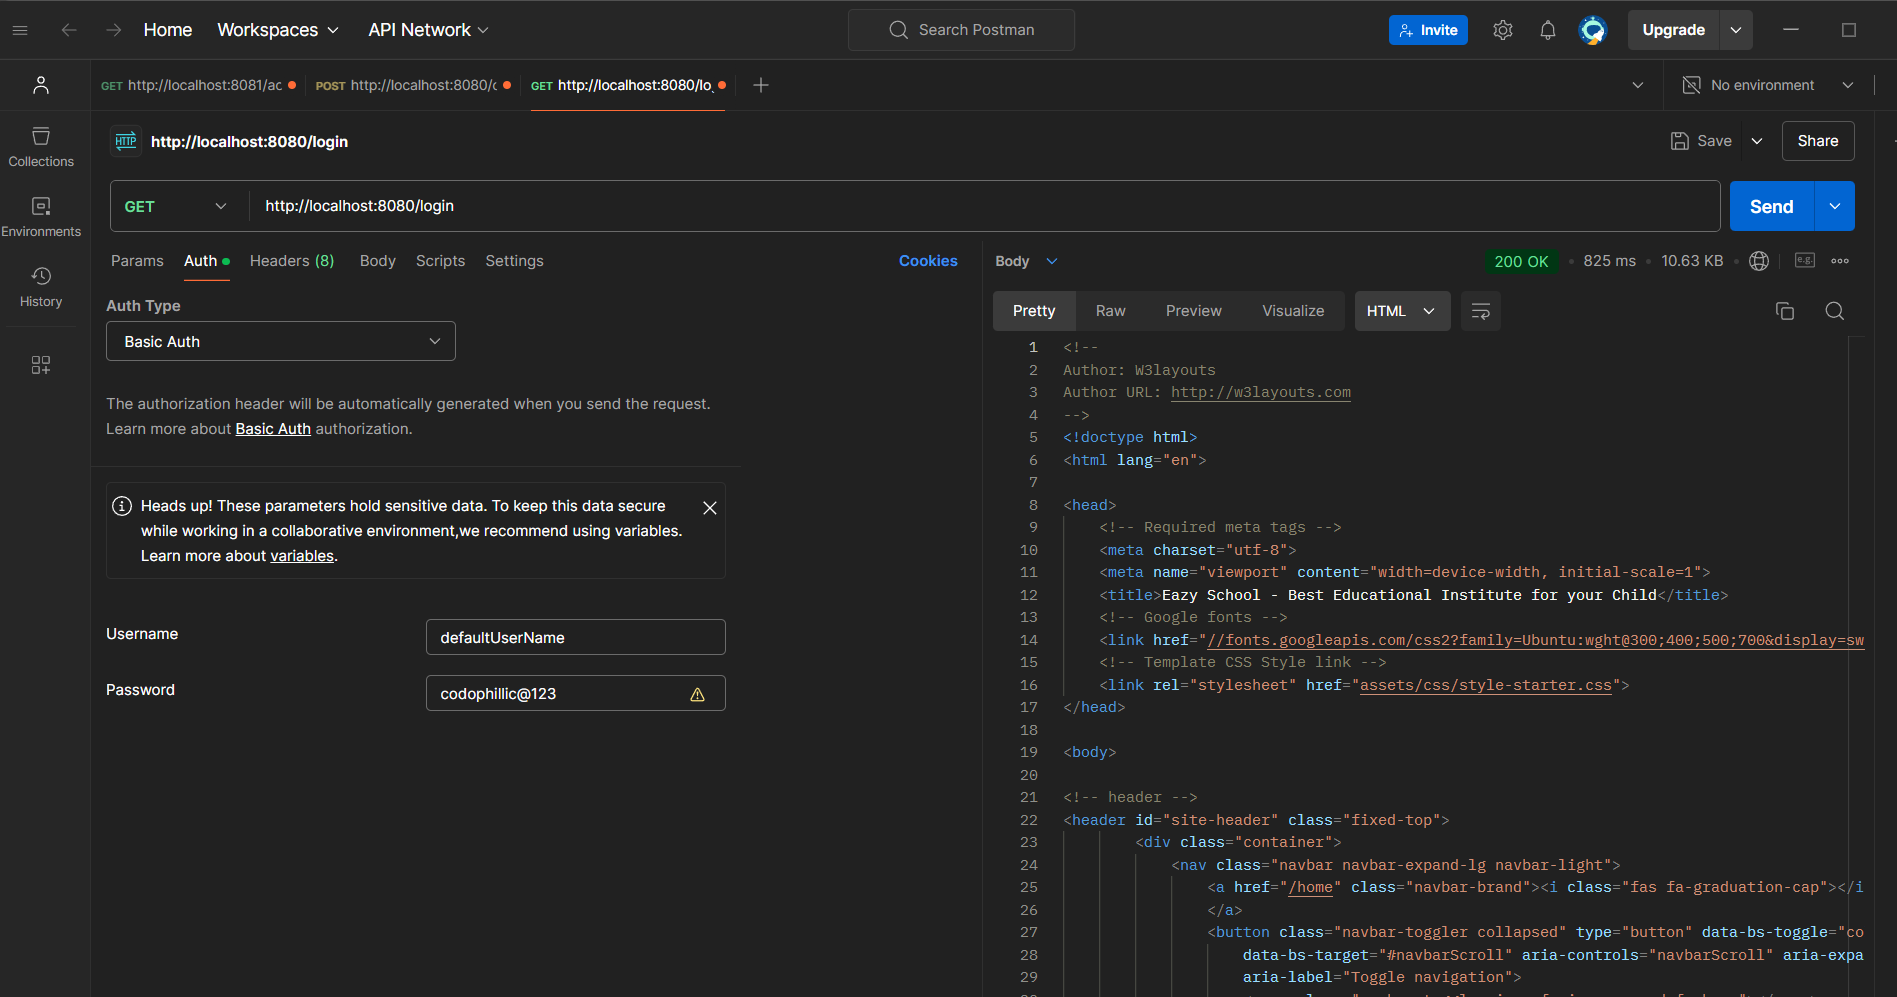 Home
Workspaces
API Network
Search Postman
Invite
Upgrade
GET http://localhost:8081/ac
POST http://localhost:8080/c
GET http://localhost:8080/lo
No environment
HTTP http://localhost:8080/login
Save
Share
Collections
Environments
History
GET http://localhost:8080/login
Send
Params
Auth
Headers (8)
Body
Scripts
Settings
Cookies
Auth Type
Basic Auth
The authorization header will be automatically generated when you send the request.
Learn more about Basic Auth authorization.
Heads up! These parameters hold sensitive data. To keep this data secure
while working in a collaborative environment,we recommend using variables.
Learn more about variables.
Username
defaultUserName
Password
codophillic@123
Body
200 OK
825 ms
10.63 KB
e.g.
Pretty
Raw
Preview
Visualize
HTML
1 <!--
2 Author: W3layouts
3 Author URL: http://w3layouts.com
4 -->
5 <!doctype html>
6 <html lang="en">
7
8 <head>
9 <!-- Required meta tags -->
10 <meta charset="utf-8">
11 <meta name="viewport" content="width=device-width, initial-scale=1">
12 <title>Eazy School - Best Educational Institute for your Child</title>
13 <!-- Google fonts -->
14 <link href="//fonts.googleapis.com/css2?family=Ubuntu:wght@300;400;500;700&display=sw
15 <!-- Template CSS Style link -->
16 <link rel="stylesheet" href="assets/css/style-starter.css">
17 </head>
18
19 <body>
20
21 <!-- header -->
22 <header id="site-header" class="fixed-top">
23 <div class="container">
24 <nav class="navbar navbar-expand-lg navbar-light">
25 <a href="/home" class="navbar-brand"><i class="fas fa-graduation-cap"></i
26 </a>
27 <button class="navbar-toggler collapsed" type="button" data-bs-toggle="co
28 data-bs-target="#navbarScroll" aria-controls="navbarScroll" aria-expa
29 aria-label="Toggle navigation">